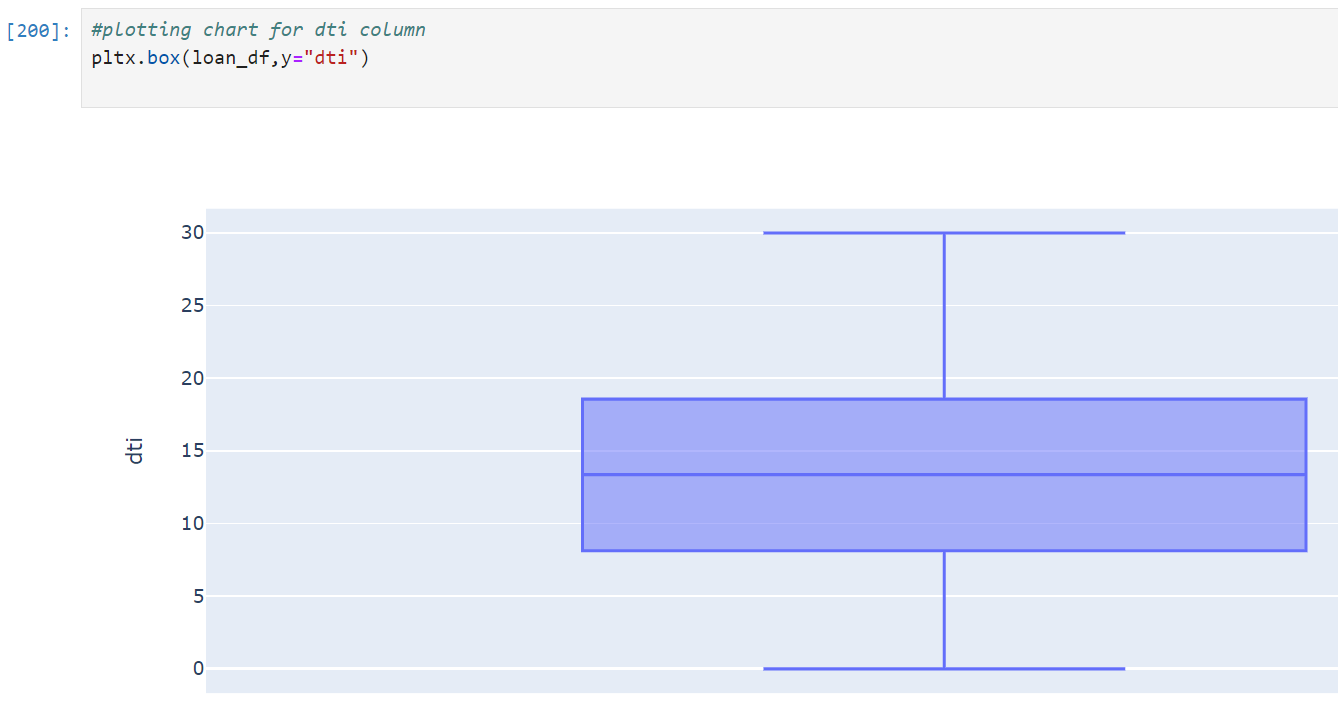 [200]: #plotting chart for dti column
pltx.box(loan_df,y="dti")
30
25
20
15
10
5
0
dti